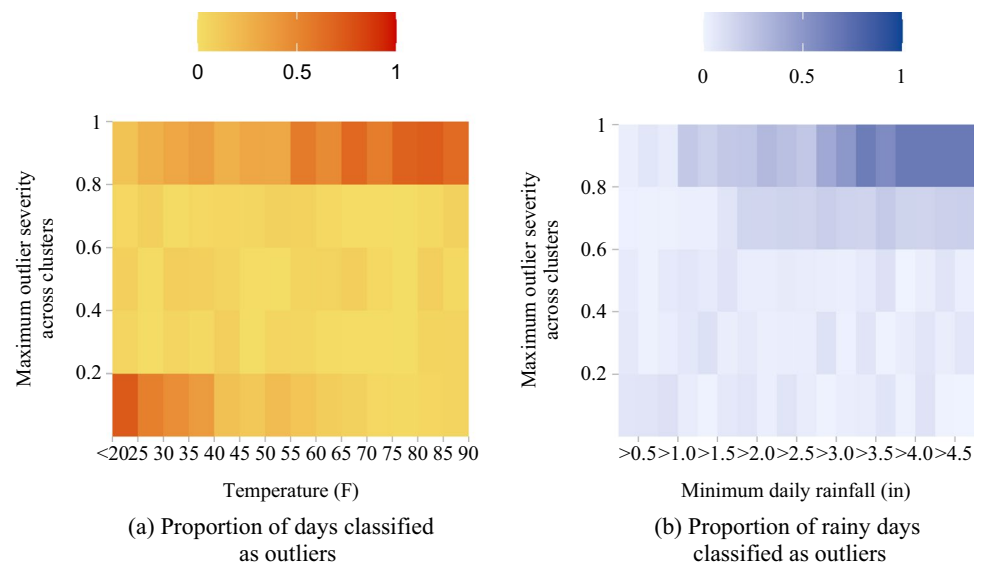 0 0.5 1
0 0.5 1
Maximum outlier severity
across clusters
1
0.8
0.6
0.4
0.2
<2025 30 35 40 45 50 55 60 65 70 75 80 85 90
Temperature (F)
(a) Proportion of days classified
as outliers
Maximum outlier severity
across clusters
1
0.8
0.6
0.4
0.2
>0.5>1.0>1.5>2.0>2.5>3.0>3.5>4.0>4.5
Minimum daily rainfall (in)
(b) Proportion of rainy days
classified as outliers